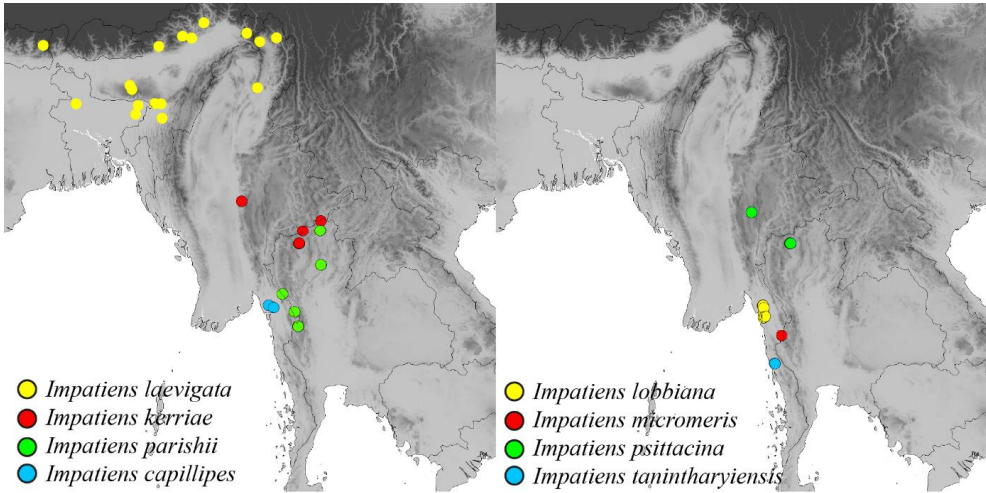 Impatiens laevigata
Impatiens kerriae
Impatiens parishii
Impatiens capillipes
Impatiens lobbiana
Impatiens micromeris
Impatiens psittacina
Impatiens tanintharyiensis